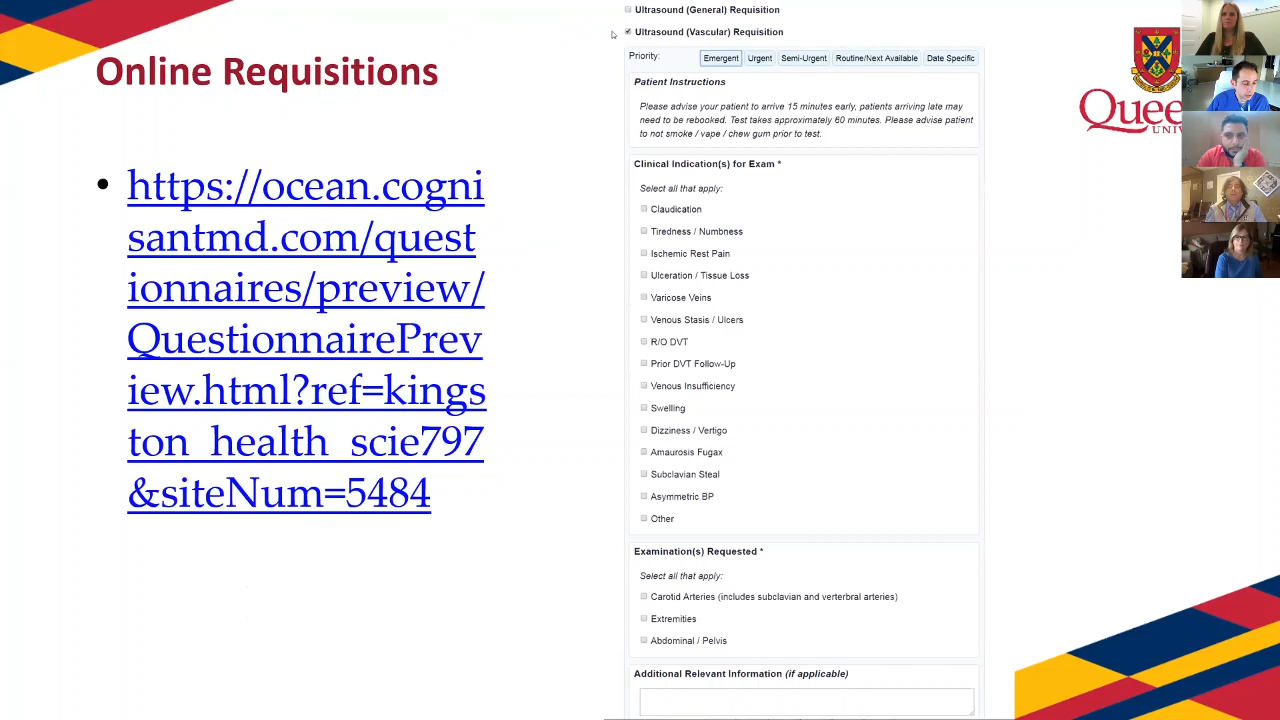 Online Requisitions
• https://ocean.cogni
santmd.com/quest
ionnaires/preview/
QuestionnairePrev
iew.html?ref=kings
ton_health_scie797
&siteNum=5484
Ultrasound (General) Requisition
Ultrasound (Vascular) Requisition
Priority: Emergent Urgent Semi-Urgent Routine/Next Available Date Specific
Patient Instructions
Please advise your patient to arrive 15 minutes early, patients arriving late may
need to be rebooked. Test takes approximately 60 minutes. Please advise patient
to not smoke / vape / chew gum prior to test.
Clinical Indication(s) for Exam *
Select all that apply:
Claudication
Tiredness / Numbness
Ischemic Rest Pain
Ulceration / Tissue Loss
Varicose Veins
Venous Stasis / Ulcers
R/O DVT
Prior DVT Follow-Up
Venous Insufficiency
Swelling
Dizziness / Vertigo
Amaurosis Fugax
Subclavian Steal
Asymmetric BP
Other
Examination(s) Requested *
Select all that apply:
Carotid Arteries (includes subclavian and verterbral arteries)
Extremities
Abdominal / Pelvis
Additional Relevant Information (if applicable)
Quee
UNIV